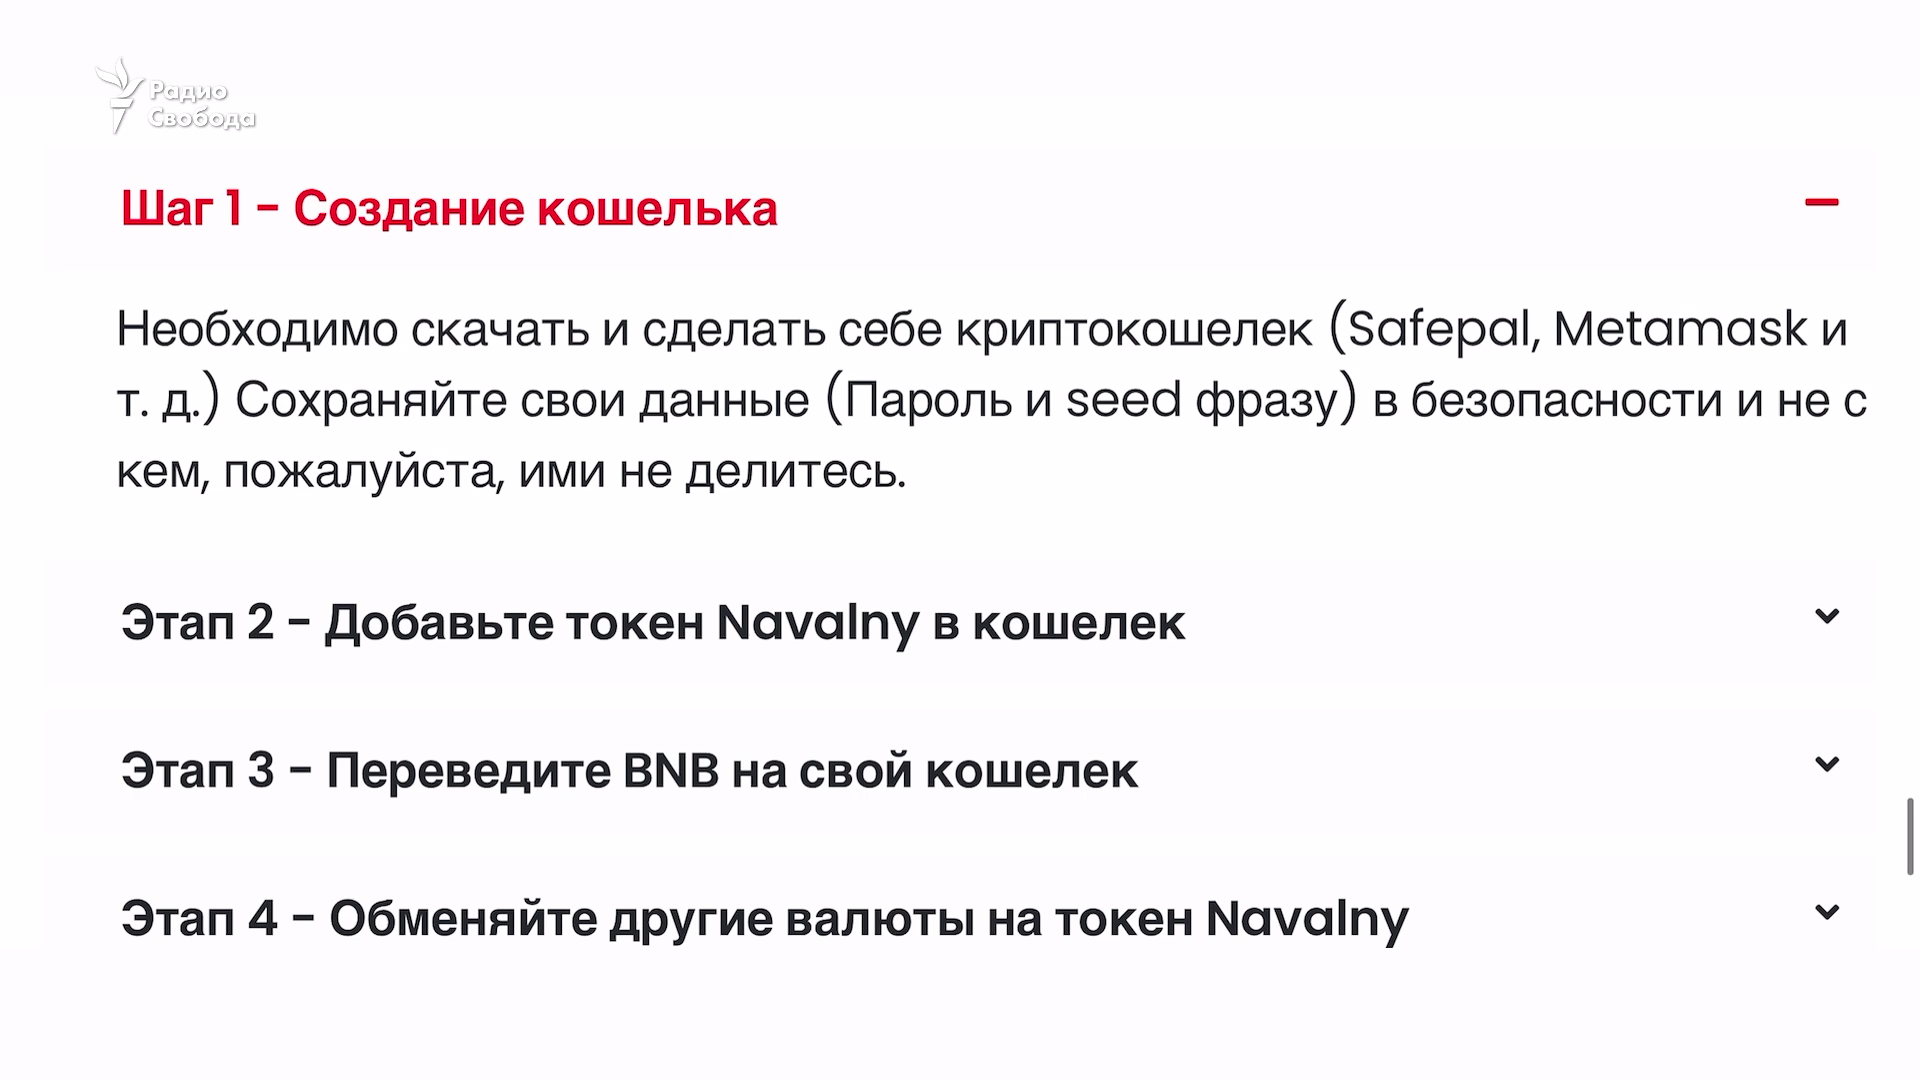 Радио
Свобода
Шаг 1 - Создание кошелька
Необходимо скачать и сделать себе криптокошелек (Safepal, Metamask и
т. д.) Сохраняйте свои данные (Пароль и seed фразу) в безопасности и не с
кем, пожалуйста, ими не делитесь.
Этап 2 - Добавьте токен Navalny в кошелек
Этап 3 - Переведите BNB на свой кошелек
Этап 4 - Обменяйте другие валюты на токен Navalny